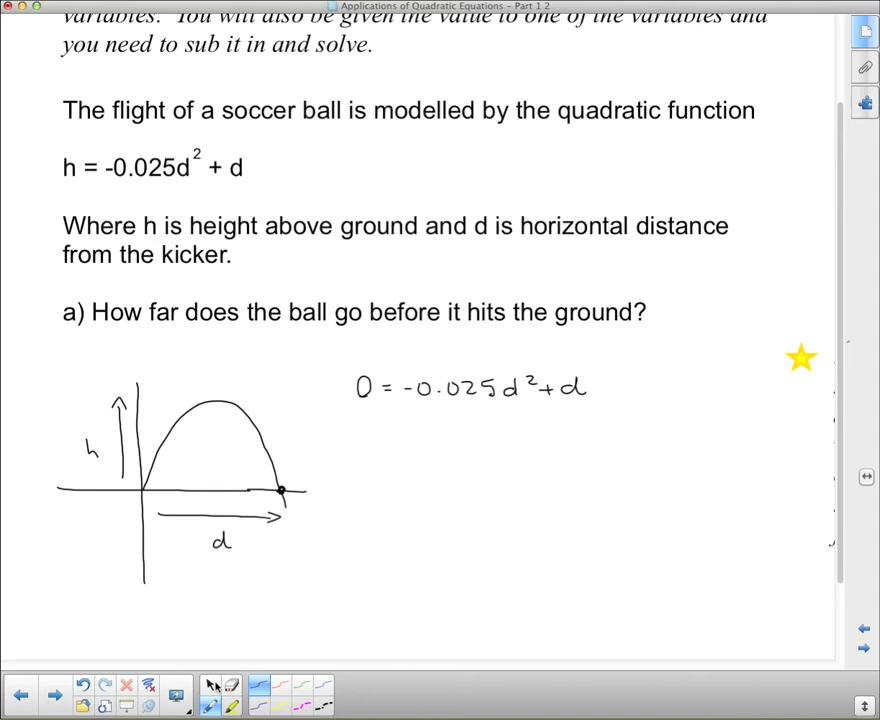 Applications of Quadratic Equations - Part 1 2
variables. You will also be given the value to one of the variables and
you need to sub it in and solve.
The flight of a soccer ball is modelled by the quadratic function
h = -0.025d² + d
Where h is height above ground and d is horizontal distance
from the kicker.
a) How far does the ball go before it hits the ground?
0 = -0.025d²+d
h
d